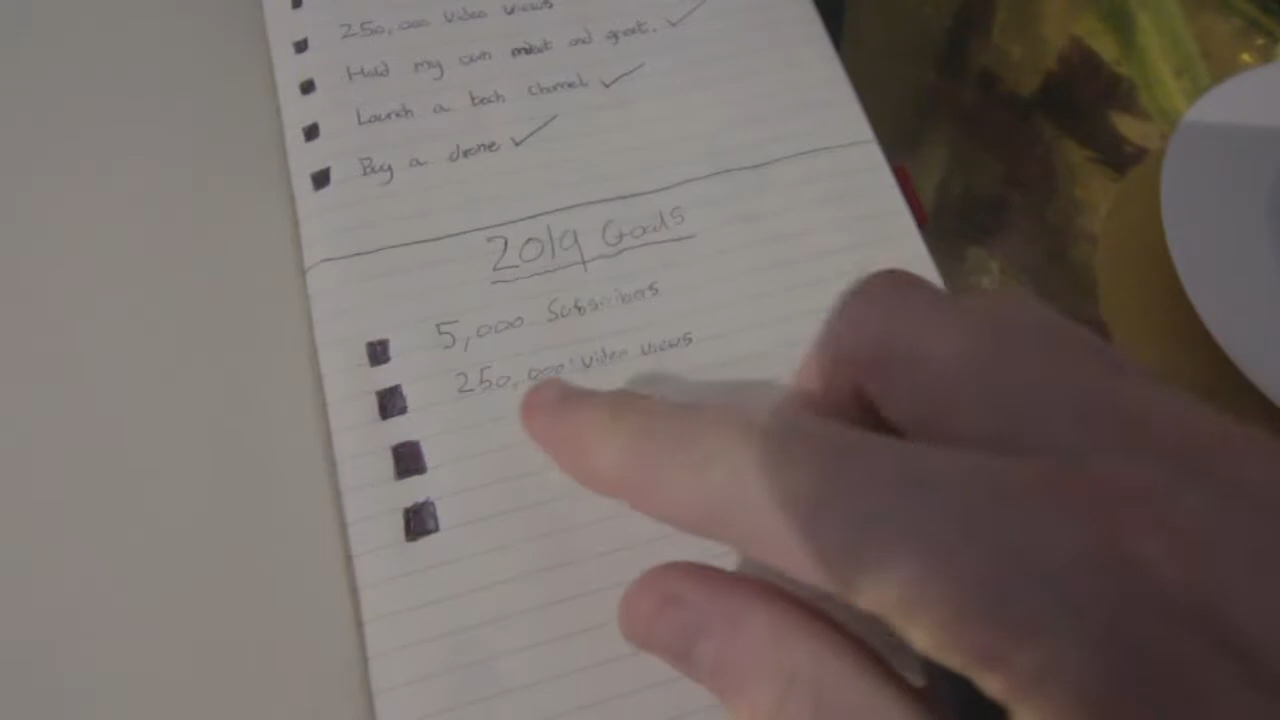 250,000 Video Views
Hold my own meet and greet. ✓
Launch a tech channel ✓
Buy a drone ✓
2019 Goals
5,000 Subscribers
250,000 Video Views